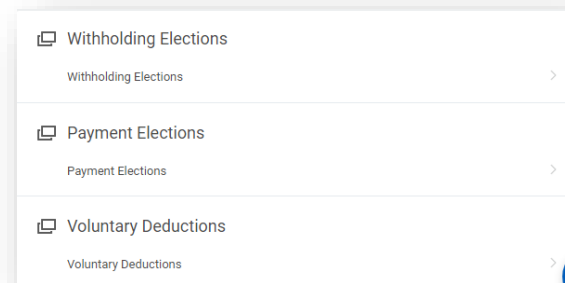 Withholding Elections
Withholding Elections
Payment Elections
Payment Elections
Voluntary Deductions
Voluntary Deductions